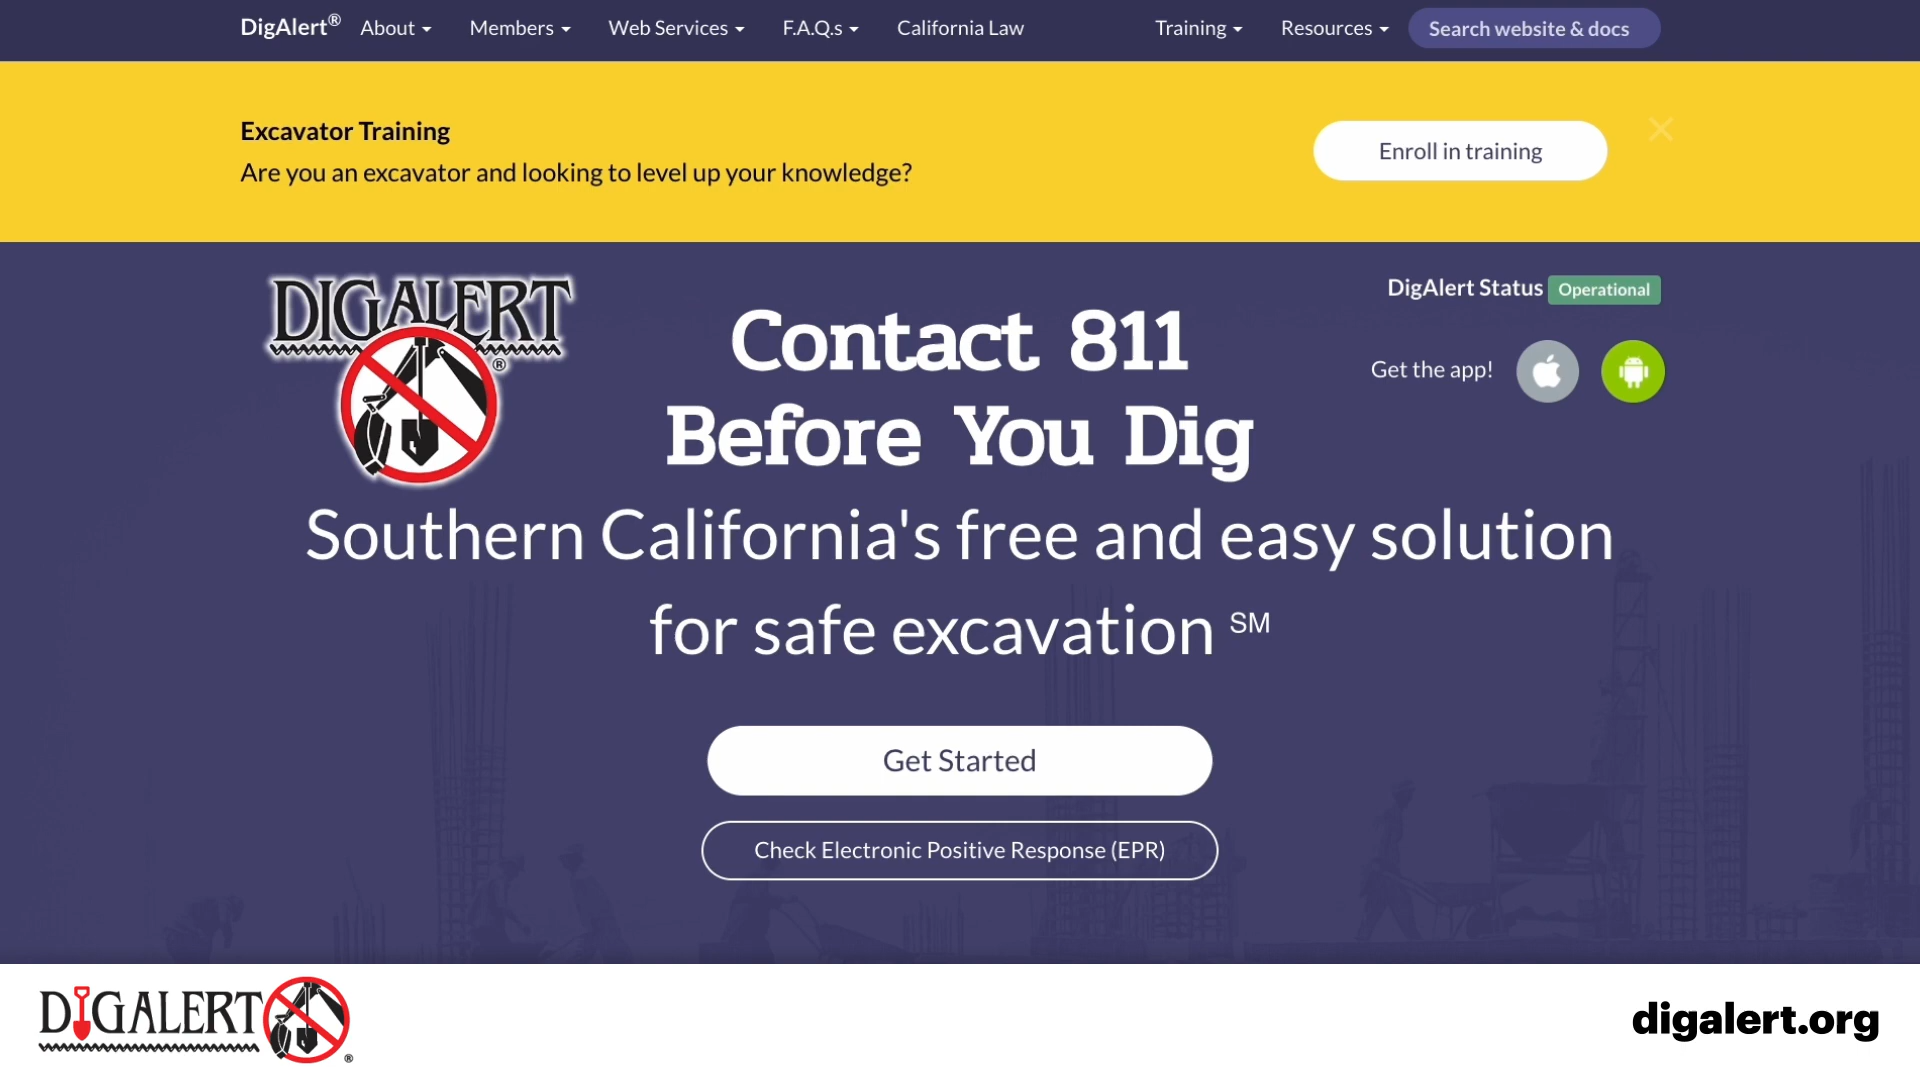 DigAlert® About Members Web Services F.A.Q.s California Law Training Resources Search website & docs
Excavator Training
Are you an excavator and looking to level up your knowledge?
Enroll in training
DIGALERT
®
DigAlert Status Operational
Get the app!
Contact 811
Before You Dig
Southern California's free and easy solution
for safe excavation SM
Get Started
Check Electronic Positive Response (EPR)
DIGALERT
®
digalert.org